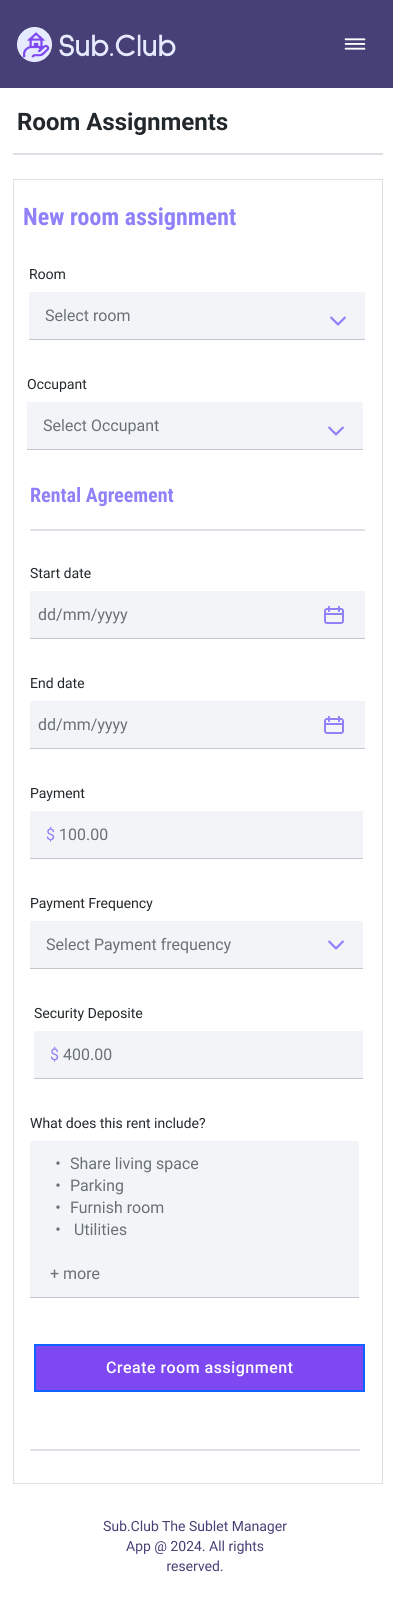 Sub.Club
Room Assignments
New room assignment
Room
Select room
Occupant
Select Occupant
Rental Agreement
Start date
dd/mm/yyyy
End date
dd/mm/yyyy
Payment
$ 100.00
Payment Frequency
Select Payment frequency
Security Deposite
$ 400.00
What does this rent include?
• Share living space
• Parking
• Furnish room
• Utilities
+ more
Create room assignment
Sub.Club The Sublet Manager
App @ 2024. All rights
reserved.